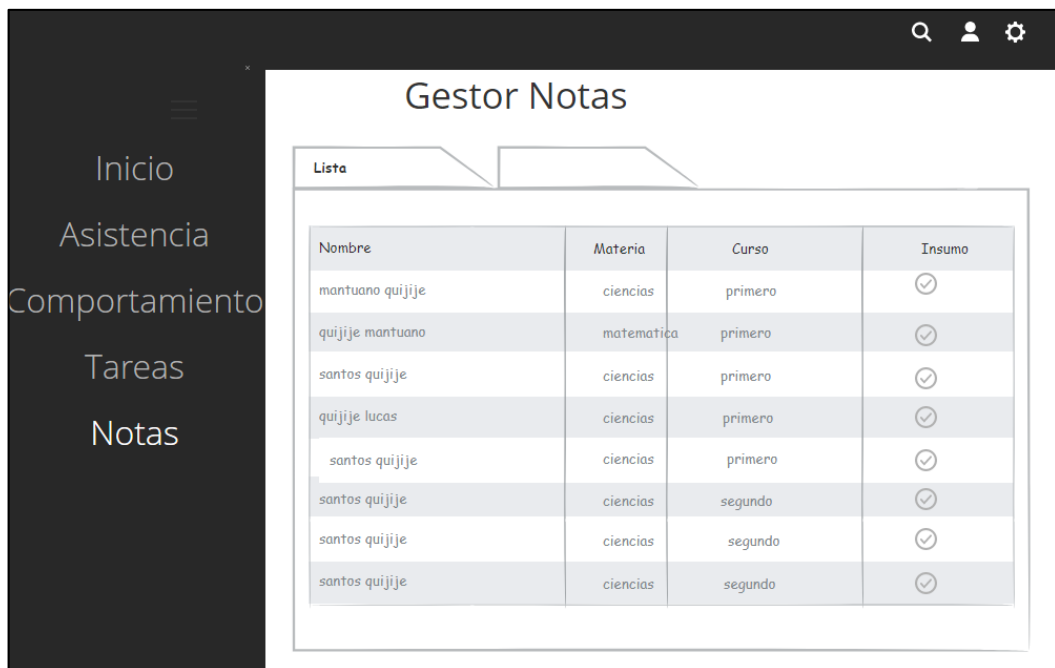 Gestor Notas
Inicio
Asistencia
Comportamiento
Tareas
Notas
Lista
Nombre Materia Curso Insumo
mantuano quijije ciencias primero
quijije mantuano matematica primero
santos quijije ciencias primero
quijije lucas ciencias primero
santos quijije ciencias primero
santos quijije ciencias segundo
santos quijije ciencias segundo
santos quijije ciencias segundo